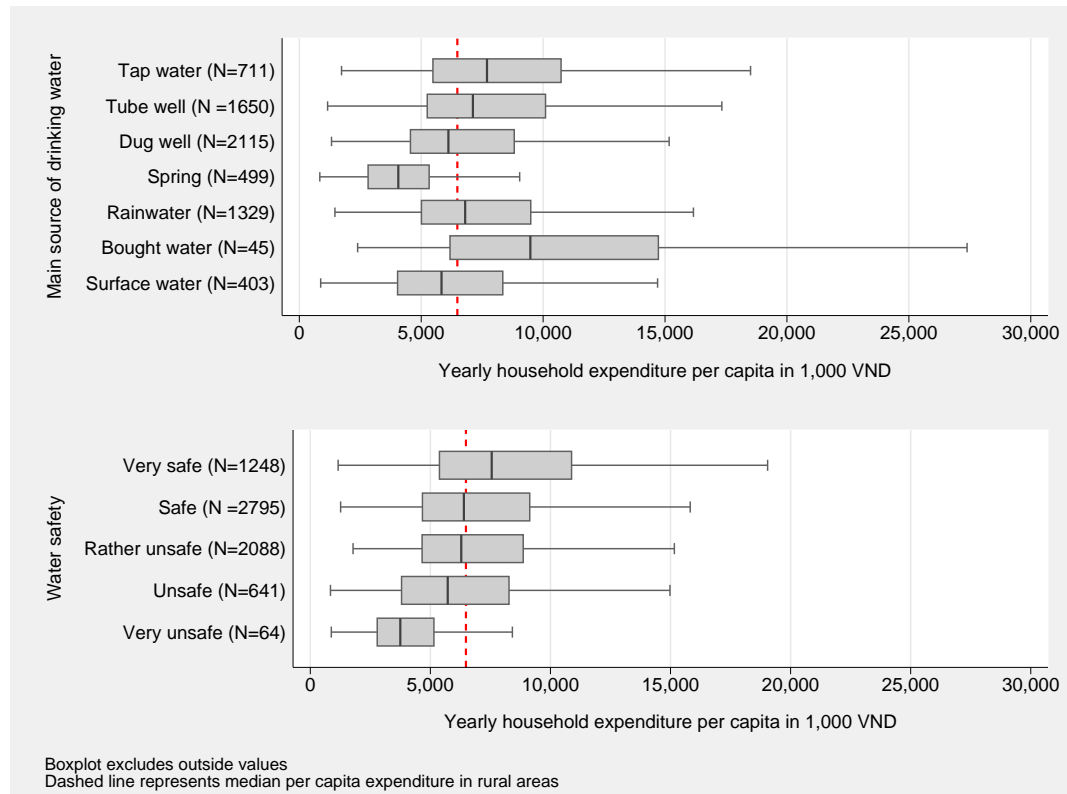 Main source of drinking water
Tap water (N=711)
Tube well (N =1650)
Dug well (N=2115)
Spring (N=499)
Rainwater (N=1329)
Bought water (N=45)
Surface water (N=403)
0 5,000 10,000 15,000 20,000 25,000 30,000
Yearly household expenditure per capita in 1,000 VND
Water safety
Very safe (N=1248)
Safe (N =2795)
Rather unsafe (N=2088)
Unsafe (N=641)
Very unsafe (N=64)
0 5,000 10,000 15,000 20,000 25,000 30,000
Yearly household expenditure per capita in 1,000 VND
Boxplot excludes outside values
Dashed line represents median per capita expenditure in rural areas